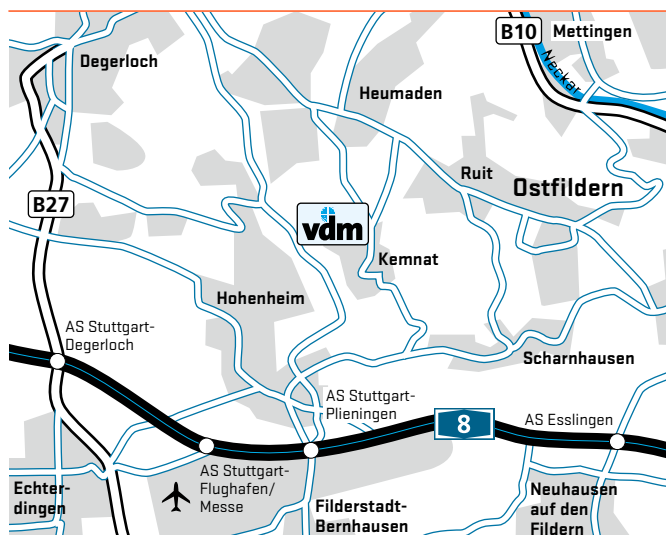 B10
Mettingen
Degerloch
Neckar
Heumaden
Ruit
Ostfildern
B27
vdm
Kemnat
Hohenheim
AS Stuttgart-
Degerloch
Scharnhausen
AS Stuttgart-
Plieningen
8
AS Esslingen
AS Stuttgart-
Flughafen/
Messe
Echter-
dingen
Filderstadt-
Bernhausen
Neuhausen
auf den
Fildern